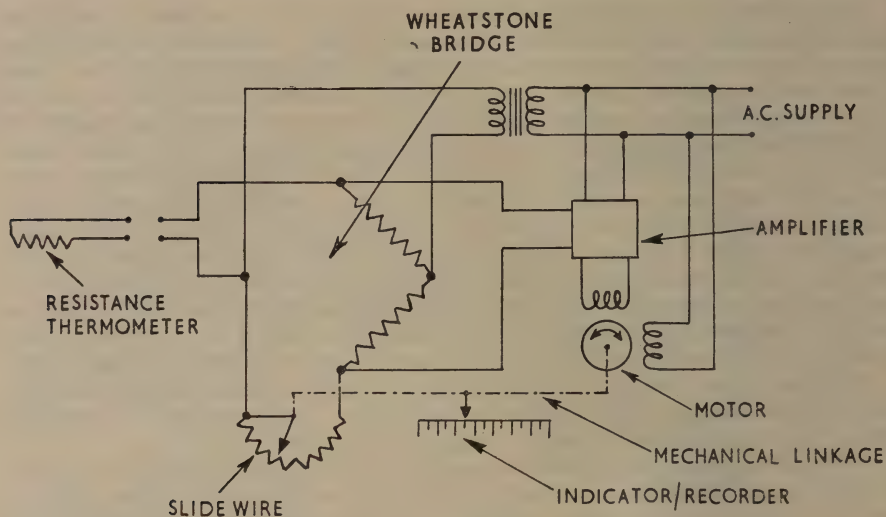 WHEATSTONE
BRIDGE
A.C. SUPPLY
AMPLIFIER
RESISTANCE
THERMOMETER
MOTOR
MECHANICAL LINKAGE
SLIDE WIRE
INDICATOR/RECORDER